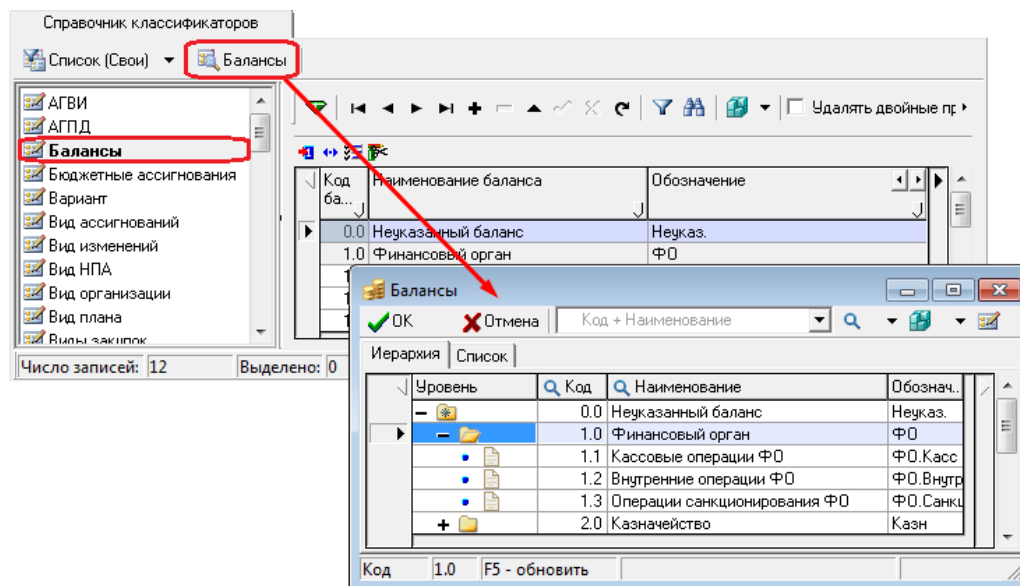 Справочник классификаторов
Список (Свои) Балансы
АГВИ
АГПД
Балансы
Бюджетные ассигнования
Вариант
Вид ассигнований
Вид изменений
Вид НПА
Вид организации
Вид плана
Виды закупок
Удалять двойные пр
Код ба... Наименование баланса Обозначение
0.0 Неуказанный баланс Неуказ.
1.0 Финансовый орган ФО
Число записей: 12 Выделено: 0
Балансы
OK Отмена Код + Наименование
Иерархия Список
Уровень Код Наименование Обознач..
0.0 Неуказанный баланс Неуказ.
1.0 Финансовый орган ФО
1.1 Кассовые операции ФО ФО.Касс
1.2 Внутренние операции ФО ФО.Внутр
1.3 Операции санкционирования ФО ФО.Санкц
2.0 Казначейство Казн
Код 1.0 F5 - обновить